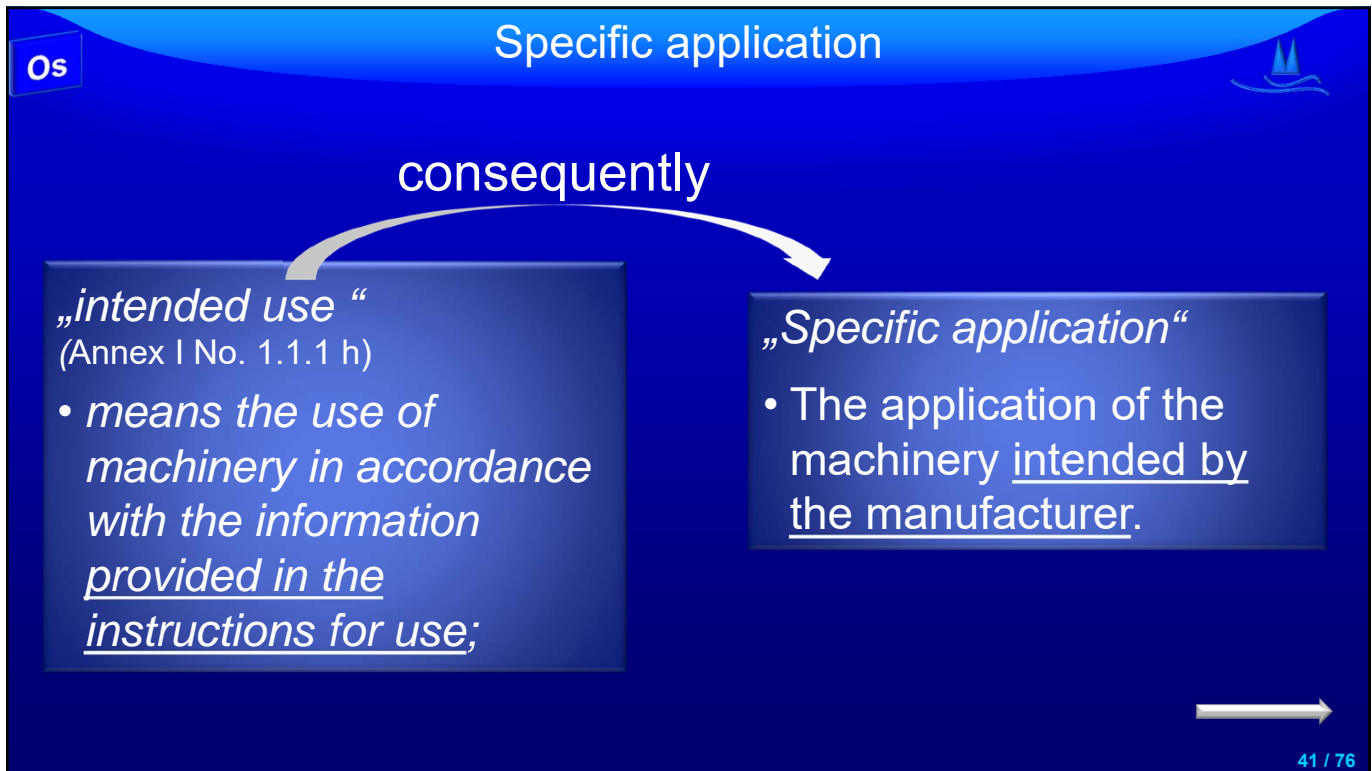 Specific application
Os
consequently
„intended use “
(Annex I No. 1.1.1 h)
• means the use of
machinery in accordance
with the information
provided in the
instructions for use;
„Specific application“
• The application of the
machinery intended by
the manufacturer.
41 / 76